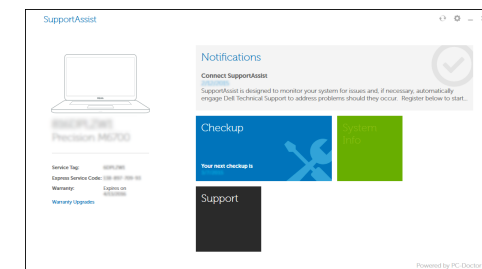 SupportAssist
Notifications
Connect SupportAssist
SupportAssist is designed to monitor your system for issues and, if necessary, automatically
engage Dell Technical Support to address problems should they occur. Register below to start...
Precision M6700
Checkup
System
Info
Service Tag:
Express Service Code:
Warranty: Expires on
Warranty Upgrades
Your next checkup is
Support
Powered by PC-Doctor